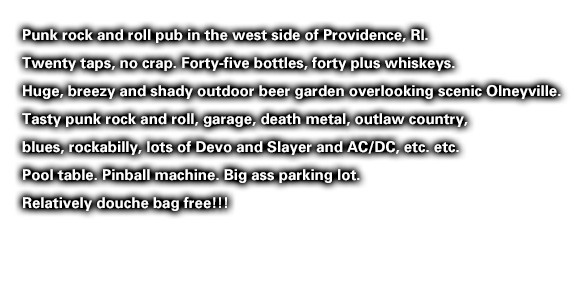 Punk rock and roll pub in the west side of Providence, RI.
Twenty taps, no crap. Forty-five bottles, forty plus whiskeys.
Huge, breezy and shady outdoor beer garden overlooking scenic Olneyville.
Tasty punk rock and roll, garage, death metal, outlaw country,
blues, rockabilly, lots of Devo and Slayer and AC/DC, etc. etc.
Pool table. Pinball machine. Big ass parking lot.
Relatively douche bag free!!!